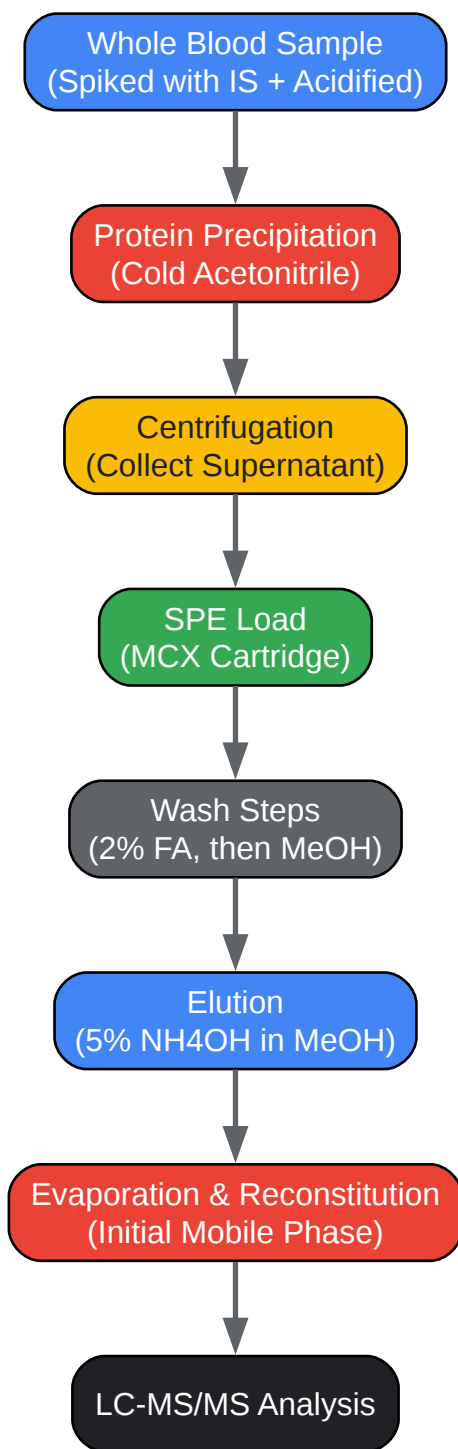 Whole Blood Sample
(Spiked with IS + Acidified)
Protein Precipitation
(Cold Acetonitrile)
Centrifugation
(Collect Supernatant)
SPE Load
(MCX Cartridge)
Wash Steps
(2% FA, then MeOH)
Elution
(5% NH4OH in MeOH)
Evaporation & Reconstitution
(Initial Mobile Phase)
LC-MS/MS Analysis